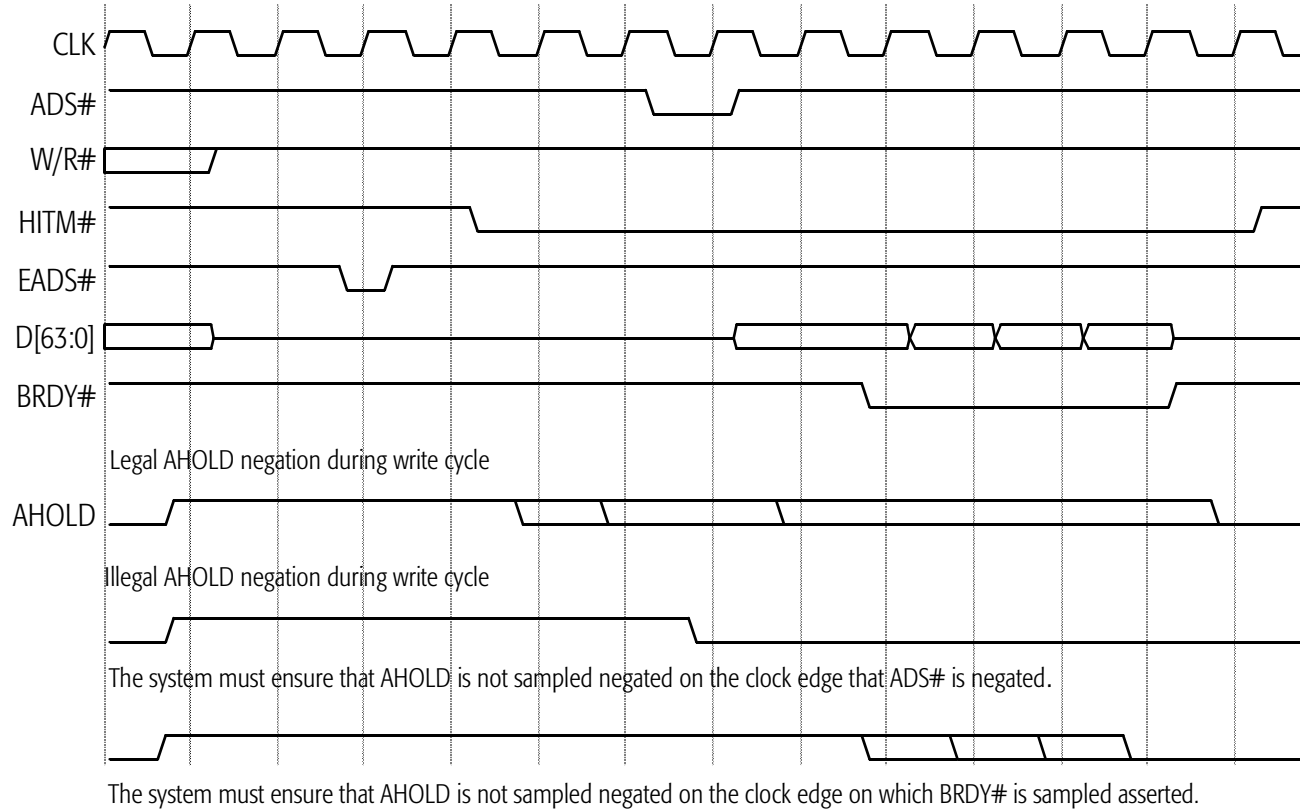 CLK
ADS#
W/R#
HITM#
EADS#
D[63:0]
BRDY#
Legal AHOLD negation during write cycle
AHOLD
Illegal AHOLD negation during write cycle
The system must ensure that AHOLD is not sampled negated on the clock edge that ADS# is negated.
The system must ensure that AHOLD is not sampled negated on the clock edge on which BRDY# is sampled asserted.